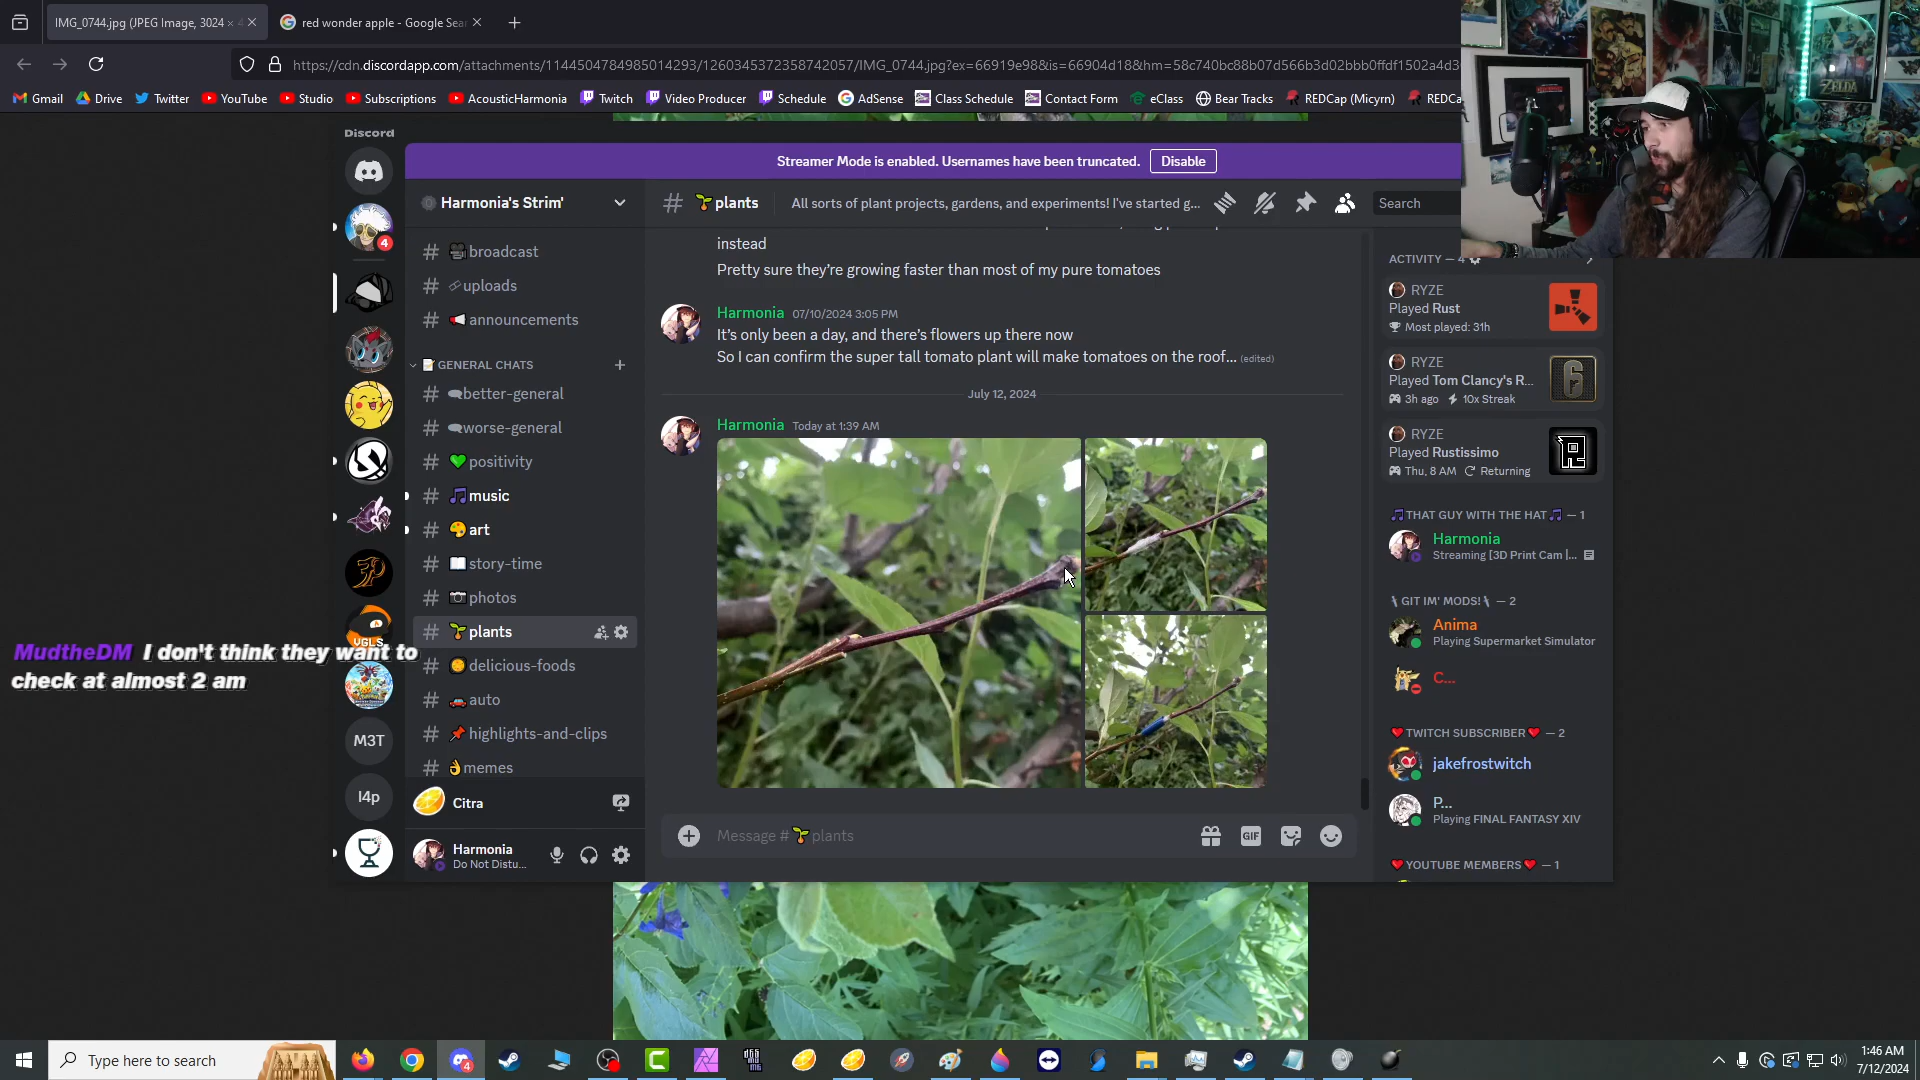 IMG_0744.jpg (JPEG Image, 3024 ×
red wonder apple - Google Sea
https://cdn.discordapp.com/attachments/1144504784985014293/1260345372358742057/IMG_0744.jpg?ex=66919e98&is=66904d18&hm=58c740bc88b07d566b3d02bbb0ffdf1502a4d3
Gmail Drive Twitter YouTube Studio Subscriptions AcousticHarmonia Twitch Video Producer Schedule AdSense Class Schedule Contact Form eClass Bear Tracks REDCap (Micyrn) REDCa
Discord
Streamer Mode is enabled. Usernames have been truncated. Disable
Harmonia's Strim'
plants
All sorts of plant projects, gardens, and experiments! I've started g...
Search
4
broadcast
uploads
announcements
GENERAL CHATS
better-general
worse-general
positivity
music
art
story-time
photos
plants
delicious-foods
auto
highlights-and-clips
memes
VGLS
M3T
I4p
Citra
Harmonia
Do Not Distu...
instead
Pretty sure they're growing faster than most of my pure tomatoes
Harmonia 07/10/2024 3:05 PM
It's only been a day, and there's flowers up there now
So I can confirm the super tall tomato plant will make tomatoes on the roof... (edited)
July 12, 2024
Harmonia Today at 1:39 AM
Message # plants
GIF
ACTIVITY — 4
RYZE
Played Rust
Most played: 31h
RYZE
Played Tom Clancy's R...
3h ago 10x Streak
RYZE
Played Rustissimo
Thu, 8 AM Returning
THAT GUY WITH THE HAT — 1
Harmonia
Streaming [3D Print Cam |...
GIT IM' MODS! — 2
Anima
Playing Supermarket Simulator
C...
TWITCH SUBSCRIBER — 2
jakefrostwitch
P...
Playing FINAL FANTASY XIV
YOUTUBE MEMBERS — 1
MudtheDM I don't think they want to
check at almost 2 am
ZELDA
Type here to search
4
1:46 AM
7/12/2024